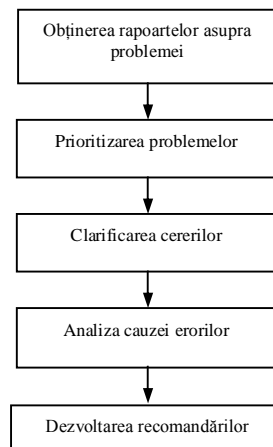 Obținerea rapoartelor asupra
problemei
Prioritizarea problemelor
Clarificarea cererilor
Analiza cauzei erorilor
Dezvoltarea recomandărilor